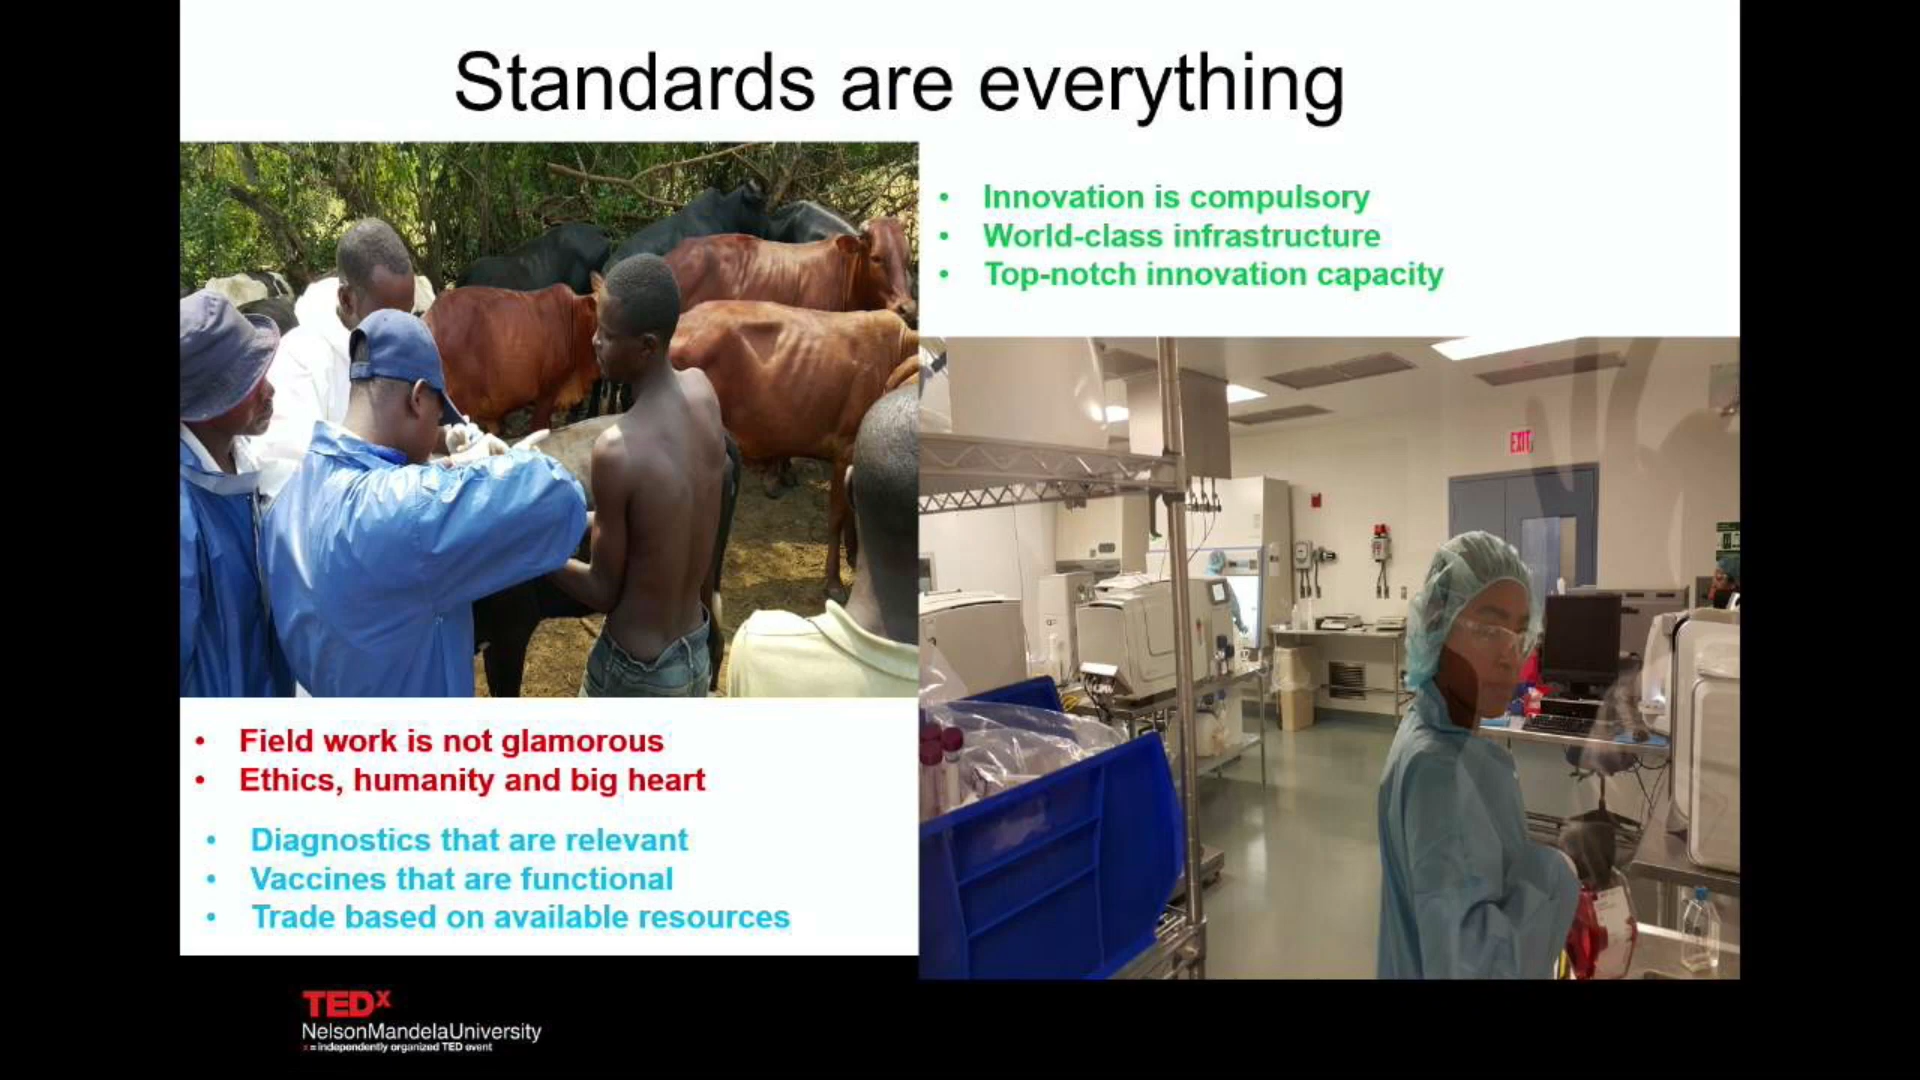 Standards are everything
• Innovation is compulsory
• World-class infrastructure
• Top-notch innovation capacity
EXIT
• Field work is not glamorous
• Ethics, humanity and big heart
• Diagnostics that are relevant
• Vaccines that are functional
• Trade based on available resources
TEDx
NelsonMandelaUniversity
x = independently organized TED event